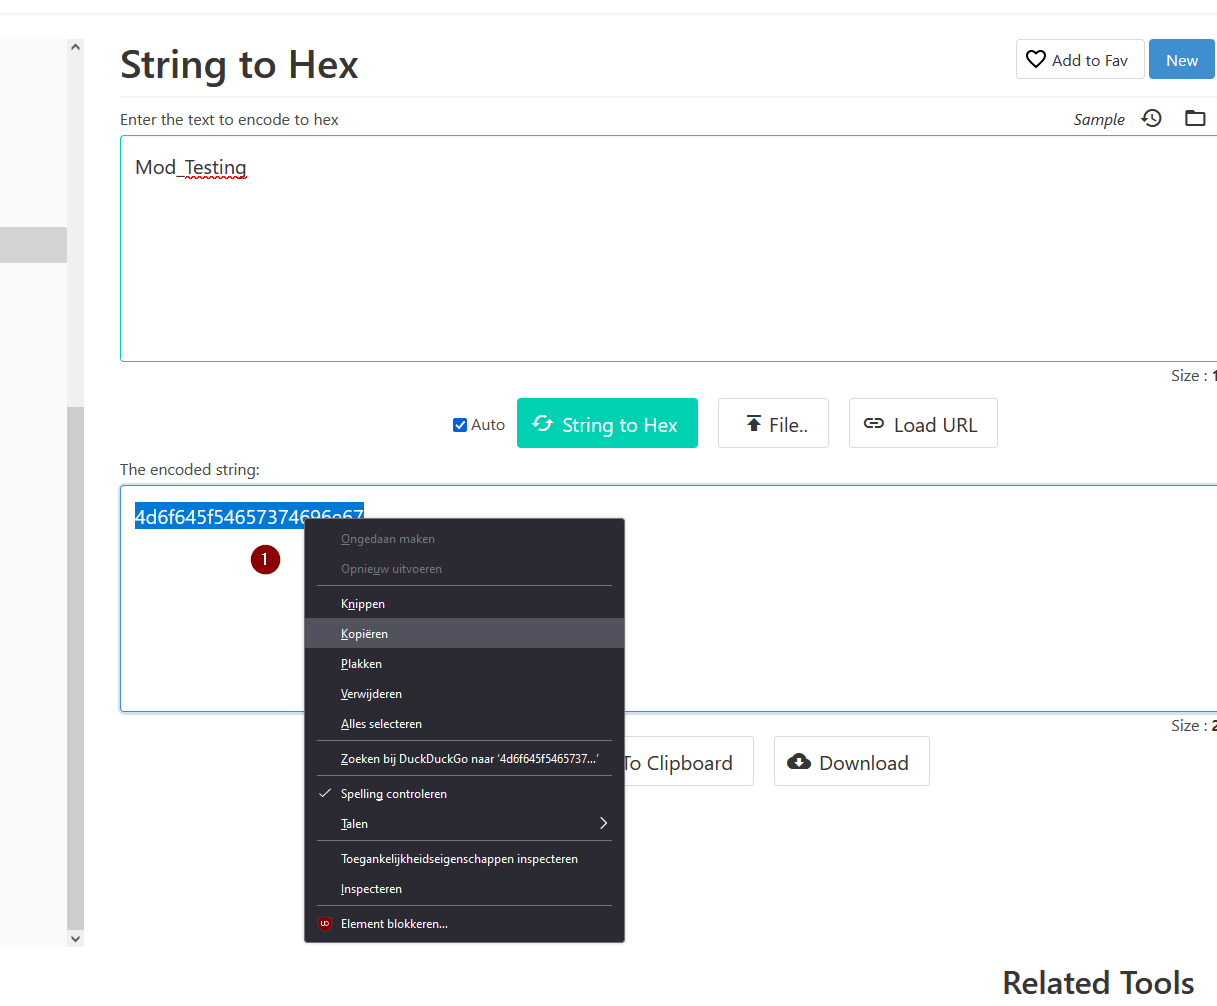 String to Hex
Add to Fav
New
Enter the text to encode to hex
Sample
Mod_Testing
Size : 1
Auto
String to Hex
File..
Load URL
The encoded string:
4d6f645f54657374696e67
1
Ongedaan maken
Opnieuw uitvoeren
Knippen
Kopiëren
Plakken
Verwijderen
Alles selecteren
Zoeken bij DuckDuckGo naar ‘4d6f645f5465737...’
Spelling controleren
Talen
Toegankelijkheidseigenschappen inspecteren
Inspecteren
Element blokkeren...
Size : 2
To Clipboard
Download
Related Tools